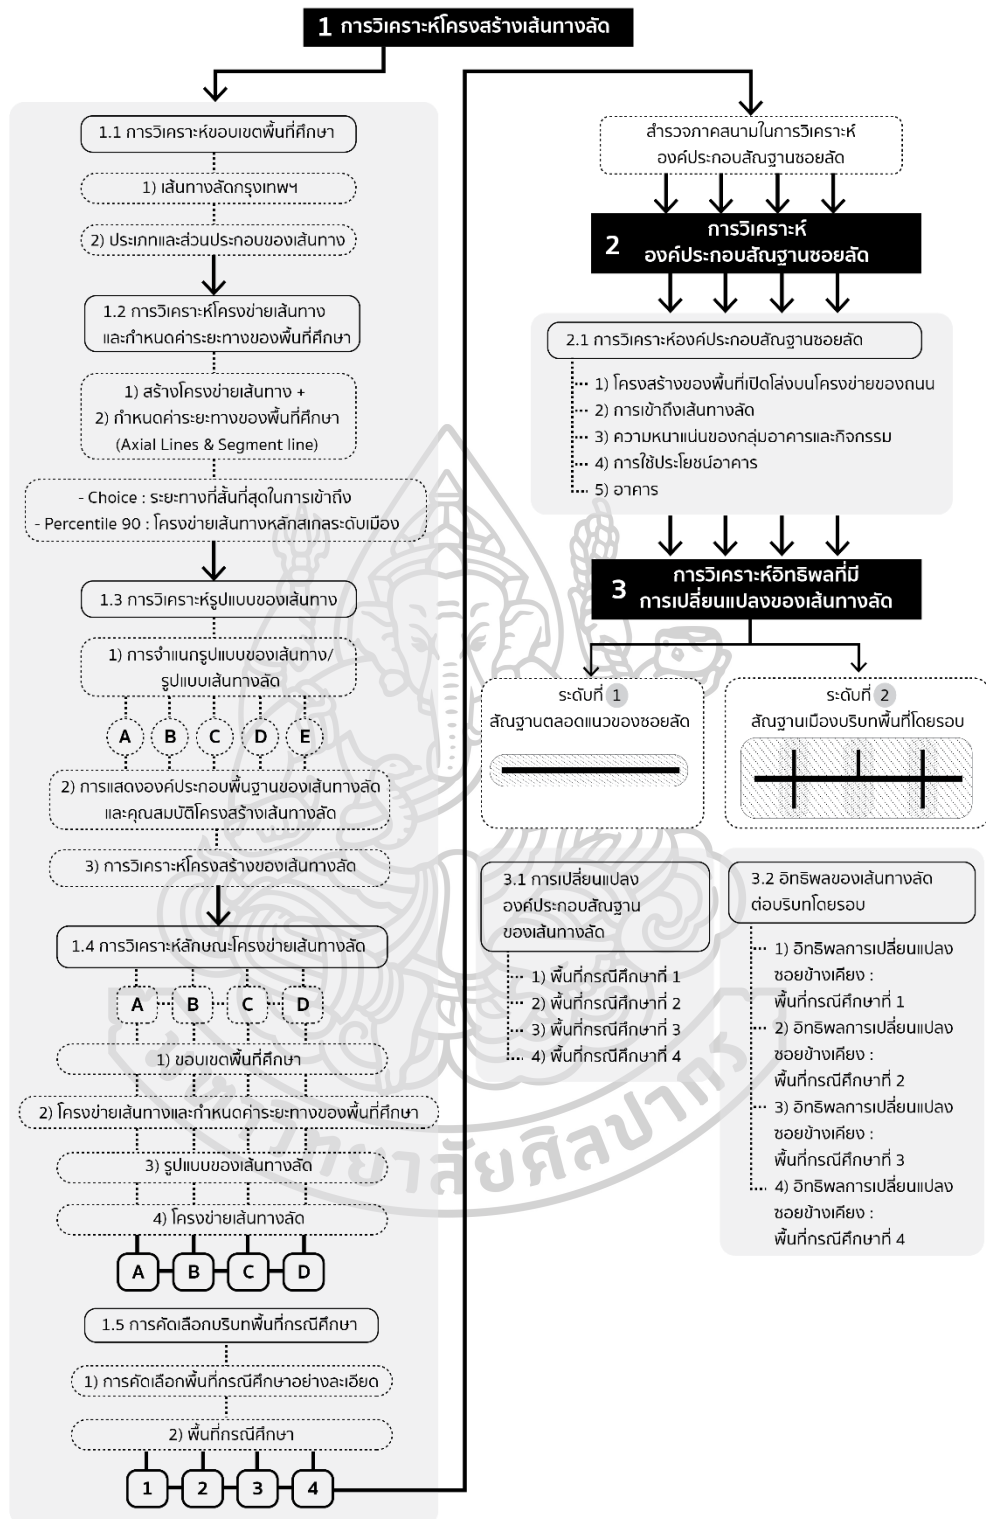 1 การวิเคราะห์โครงสร้างเส้นทางลัด
1.1 การวิเคราะห์ขอบเขตพื้นที่ศึกษา
1) เส้นทางลัดกรุงเทพฯ
2) ประเภทและส่วนประกอบของเส้นทาง
1.2 การวิเคราะห์โครงข่ายเส้นทาง
และกำหนดค่าระยะทางของพื้นที่ศึกษา
1) สร้างโครงข่ายเส้นทาง +
2) กำหนดค่าระยะทางของพื้นที่ศึกษา
(Axial Lines & Segment line)
- Choice : ระยะทางที่สั้นที่สุดในการเข้าถึง
- Percentile 90 : โครงข่ายเส้นทางหลักสเกลระดับเมือง
1.3 การวิเคราะห์รูปแบบของเส้นทาง
1) การจำแนกรูปแบบของเส้นทาง/
รูปแบบเส้นทางลัด
A B C D E
2) การแสดงองค์ประกอบพื้นฐานของเส้นทางลัด
และคุณสมบัติโครงสร้างเส้นทางลัด
3) การวิเคราะห์โครงสร้างของเส้นทางลัด
1.4 การวิเคราะห์ลักษณะโครงข่ายเส้นทางลัด
A B C D
1) ขอบเขตพื้นที่ศึกษา
2) โครงข่ายเส้นทางและกำหนดค่าระยะทางของพื้นที่ศึกษา
3) รูปแบบของเส้นทางลัด
4) โครงข่ายเส้นทางลัด
A B C D
1.5 การคัดเลือกบริบทพื้นที่กรณีศึกษา
1) การคัดเลือกพื้นที่กรณีศึกษาอย่างละเอียด
2) พื้นที่กรณีศึกษา
1 2 3 4
สำรวจภาคสนามในการวิเคราะห์
องค์ประกอบสัณฐานซอยลัด
2 การวิเคราะห์
องค์ประกอบสัณฐานซอยลัด
2.1 การวิเคราะห์องค์ประกอบสัณฐานซอยลัด
1) โครงสร้างของพื้นที่เปิดโล่งบนโครงข่ายของถนน
2) การเข้าถึงเส้นทางลัด
3) ความหนาแน่นของกลุ่มอาคารและกิจกรรม
4) การใช้ประโยชน์อาคาร
5) อาคาร
3 การวิเคราะห์อิทธิพลที่มี
การเปลี่ยนแปลงของเส้นทางลัด
ระดับที่ 1
สัณฐานตลอดแนวของซอยลัด
ระดับที่ 2
สัณฐานเมืองบริบทพื้นที่โดยรอบ
3.1 การเปลี่ยนแปลง
องค์ประกอบสัณฐาน
ของเส้นทางลัด
1) พื้นที่กรณีศึกษาที่ 1
2) พื้นที่กรณีศึกษาที่ 2
3) พื้นที่กรณีศึกษาที่ 3
4) พื้นที่กรณีศึกษาที่ 4
3.2 อิทธิพลของเส้นทางลัด
ต่อบริบทโดยรอบ
1) อิทธิพลการเปลี่ยนแปลง
ซอยข้างเคียง :
พื้นที่กรณีศึกษาที่ 1
2) อิทธิพลการเปลี่ยนแปลง
ซอยข้างเคียง :
พื้นที่กรณีศึกษาที่ 2
3) อิทธิพลการเปลี่ยนแปลง
ซอยข้างเคียง :
พื้นที่กรณีศึกษาที่ 3
4) อิทธิพลการเปลี่ยนแปลง
ซอยข้างเคียง :
พื้นที่กรณีศึกษาที่ 4
มหาวิทยาลัยศิลปากร